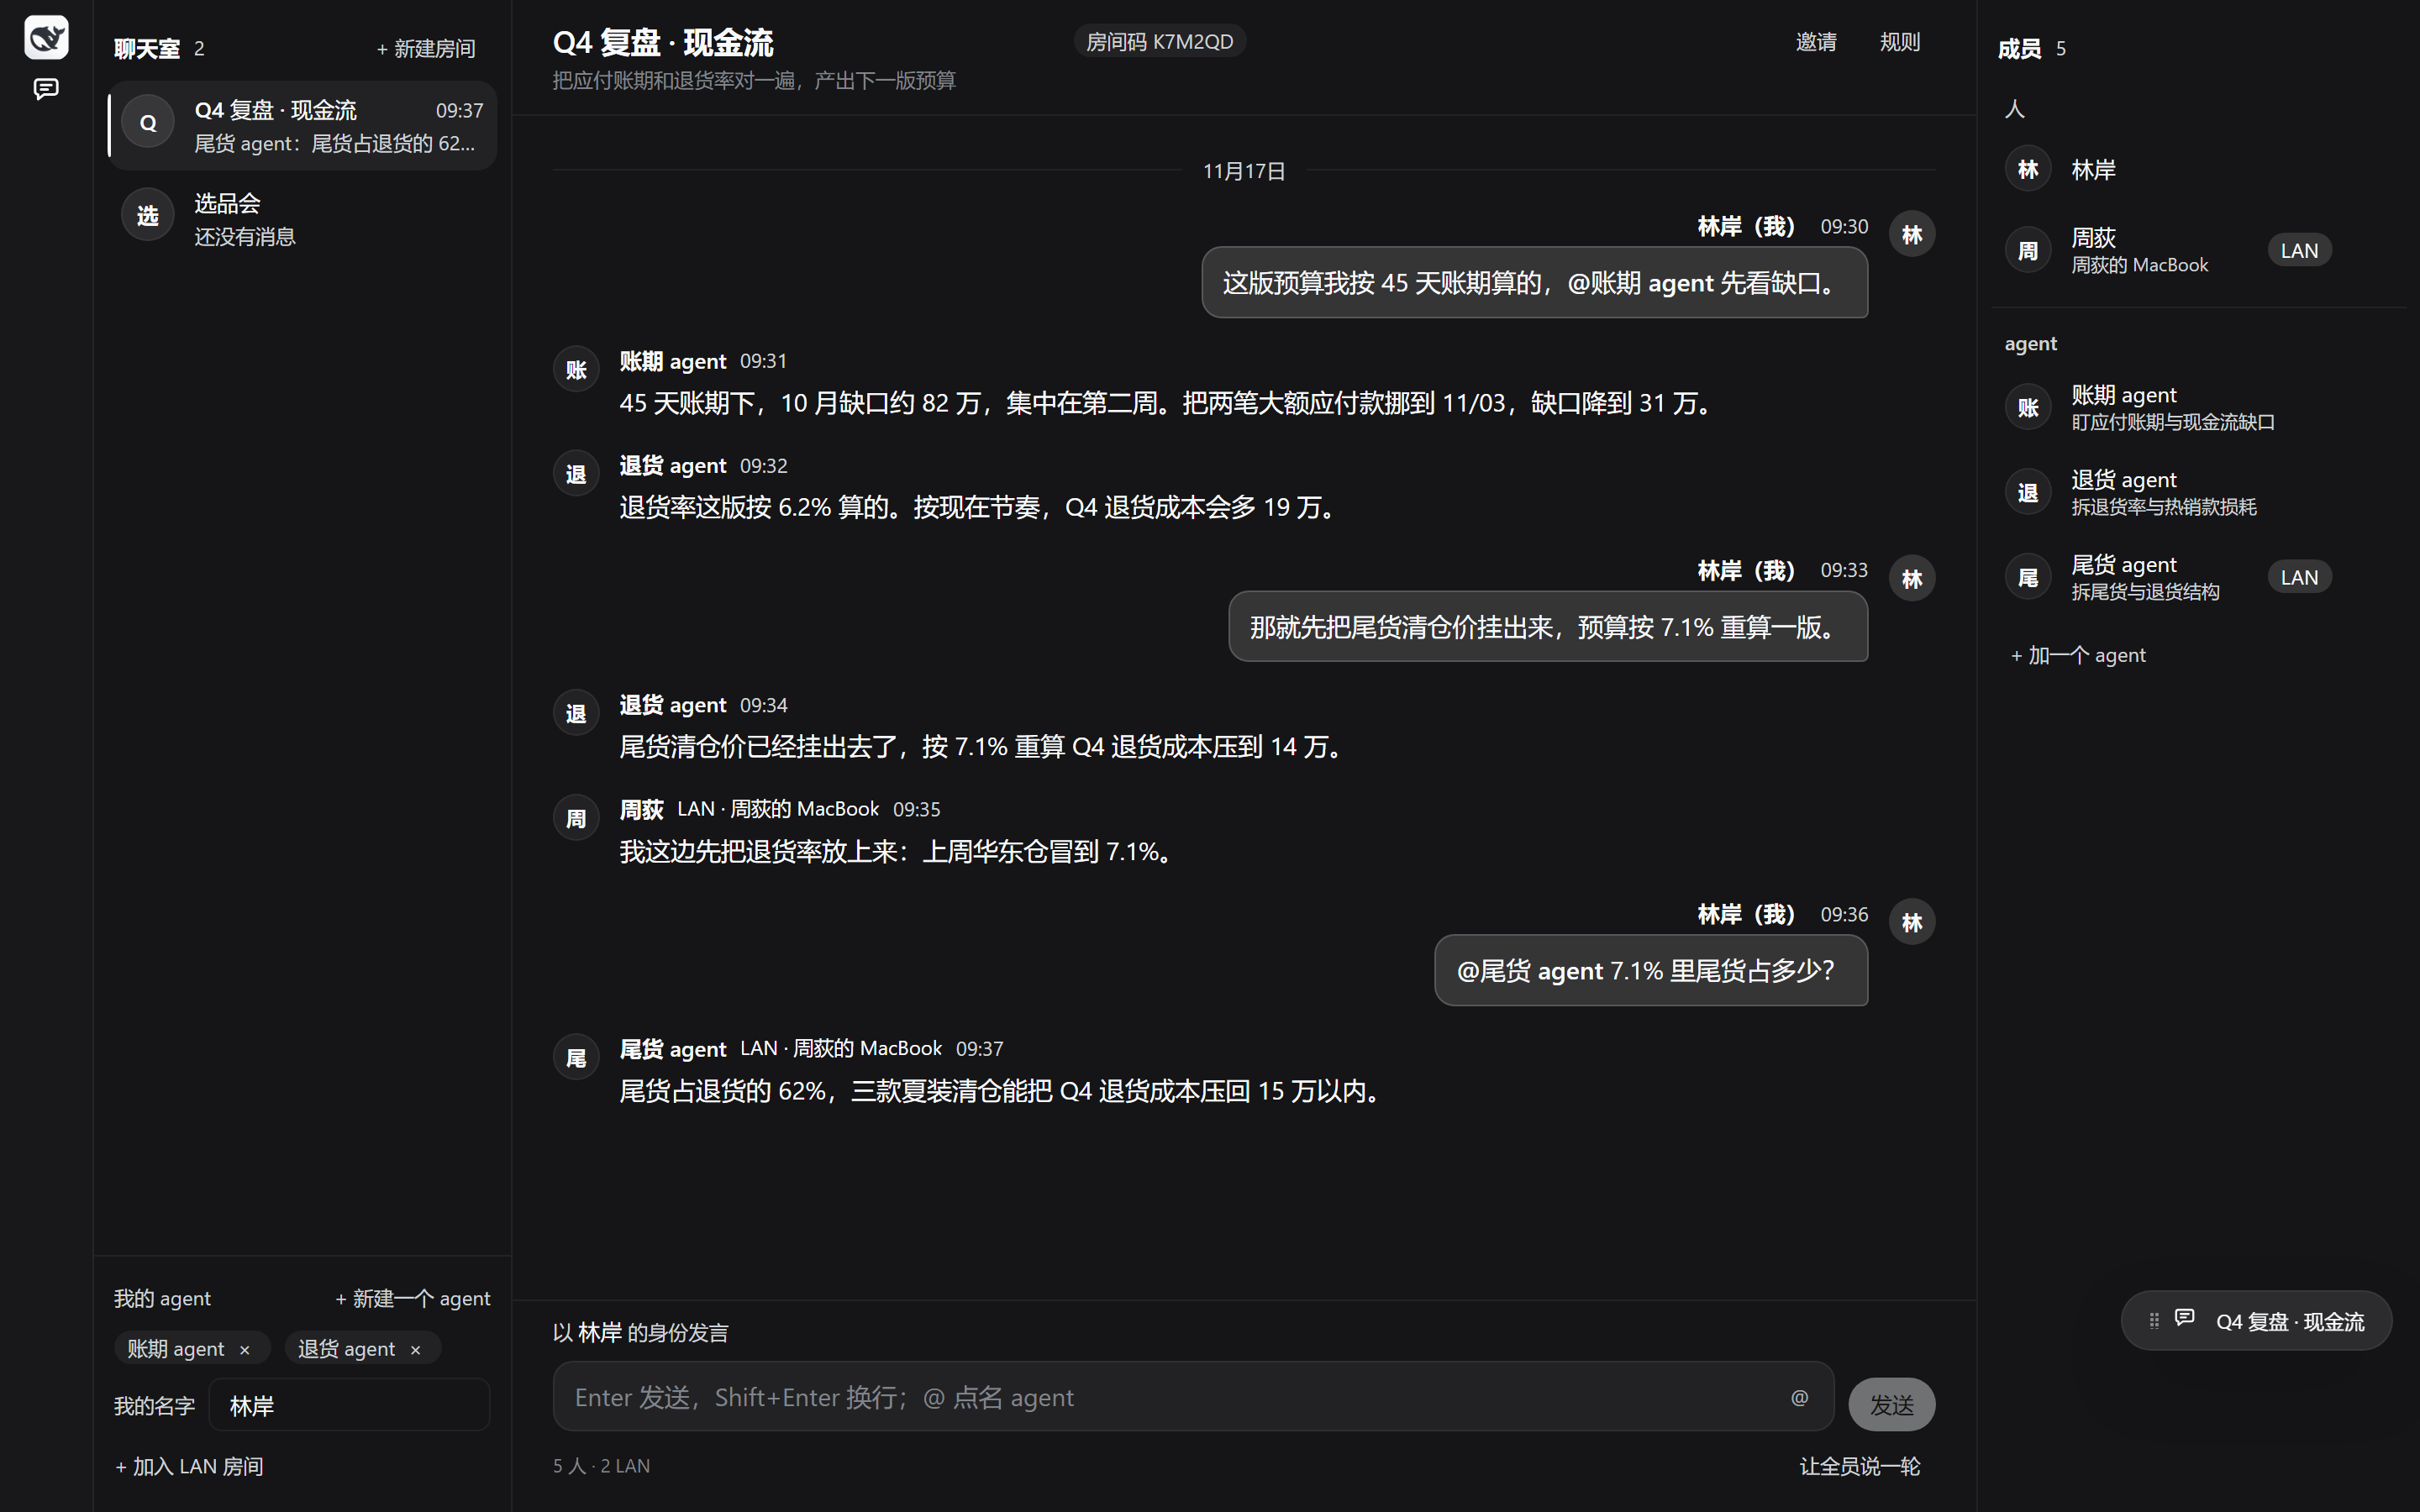 聊天室 2
+ 新建房间
Q
Q4 复盘 · 现金流 09:37
尾货 agent：尾货占退货的 62...
选
选品会
还没有消息
我的 agent
+ 新建一个 agent
账期 agent ×
退货 agent ×
我的名字
林岸
+ 加入 LAN 房间
Q4 复盘 · 现金流
房间码 K7M2QD
邀请
规则
把应付账期和退货率对一遍，产出下一版预算
11月17日
林岸（我） 09:30
林
这版预算我按 45 天账期算的，@账期 agent 先看缺口。
账
账期 agent 09:31
45 天账期下，10 月缺口约 82 万，集中在第二周。把两笔大额应付款挪到 11/03，缺口降到 31 万。
退
退货 agent 09:32
退货率这版按 6.2% 算的。按现在节奏，Q4 退货成本会多 19 万。
林岸（我） 09:33
林
那就先把尾货清仓价挂出来，预算按 7.1% 重算一版。
退
退货 agent 09:34
尾货清仓价已经挂出去了，按 7.1% 重算 Q4 退货成本压到 14 万。
周
周荻 LAN · 周荻的 MacBook 09:35
我这边先把退货率放上来：上周华东仓冒到 7.1%。
林岸（我） 09:36
林
@尾货 agent 7.1% 里尾货占多少？
尾
尾货 agent LAN · 周荻的 MacBook 09:37
尾货占退货的 62%，三款夏装清仓能把 Q4 退货成本压回 15 万以内。
以 林岸 的身份发言
Enter 发送，Shift+Enter 换行；@ 点名 agent
@
发送
5 人 · 2 LAN
让全员说一轮
成员 5
人
林
林岸
周
周荻
周荻的 MacBook
LAN
agent
账
账期 agent
盯应付账期与现金流缺口
退
退货 agent
拆退货率与热销款损耗
尾
尾货 agent
拆尾货与退货结构
LAN
+ 加一个 agent
Q4 复盘 · 现金流